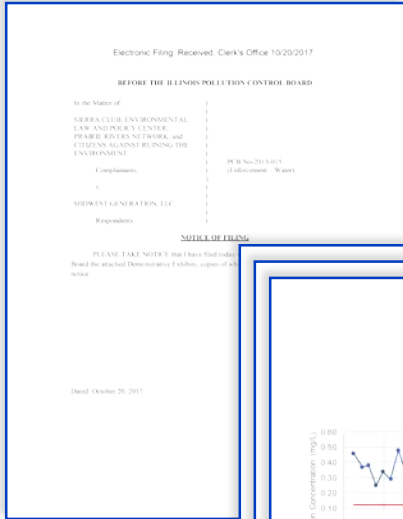 Electronic Filing: Received, Clerk's Office 10/20/2017
BEFORE THE ILLINOIS POLLUTION CONTROL BOARD
In the Matter of:
SIERRA CLUB, ENVIRONMENTAL
LAW AND POLICY CENTER,
PRAIRIE RIVERS NETWORK, and
CITIZENS AGAINST RUINING THE
ENVIRONMENT
Complainants,
PCB No-2013-015
(Enforcement – Water)
v.
MIDWEST GENERATION, LLC
Respondents
NOTICE OF FILING
PLEASE TAKE NOTICE that I have filed today
Board the attached Demonstrative Exhibits, copies of
notice.
Dated: October 20, 2017
Concentration (mg/L)
0.60
0.50
0.40
0.30
0.20
0.10